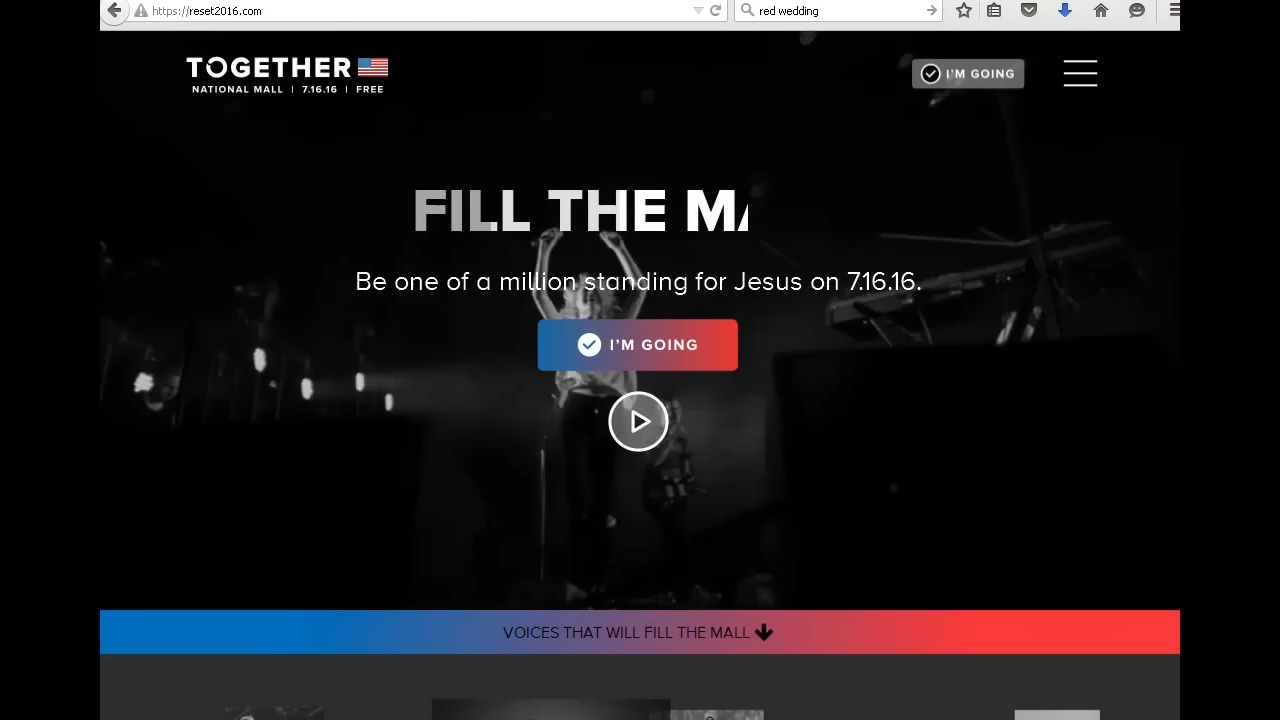 https://reset2016.com
red wedding
TOGETHER
NATIONAL MALL | 7.16.16 | FREE
I'M GOING
FILL THE MA
Be one of a million standing for Jesus on 7.16.16.
I'M GOING
VOICES THAT WILL FILL THE MALL